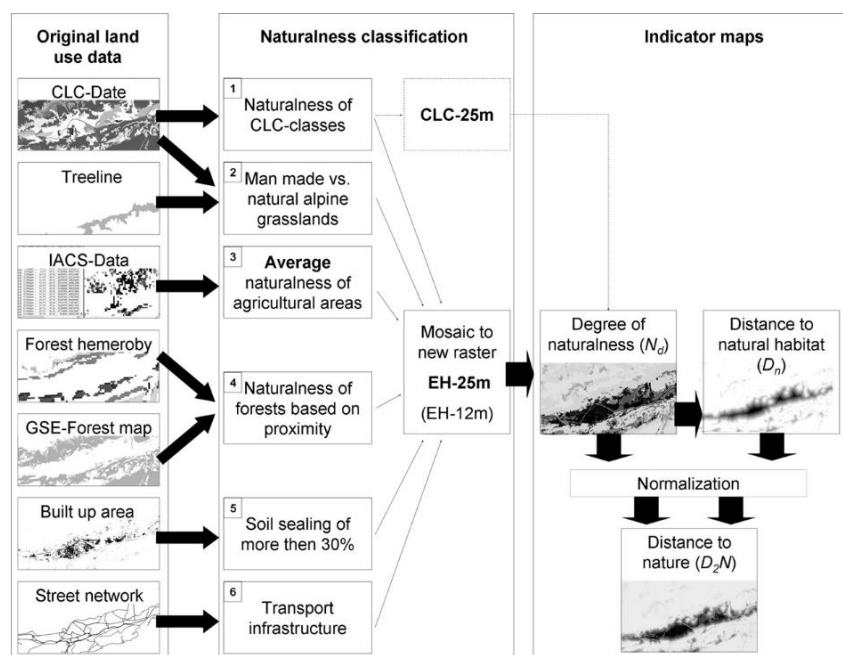 Original land
use data
Naturalness classification
Indicator maps
CLC-Date
Treeline
IACS-Data
Forest hemeroby
GSE-Forest map
Built up area
Street network
1
Naturalness of
CLC-classes
2
Man made vs.
natural alpine
grasslands
3
Average
naturalness of
agricultural areas
4
Naturalness of
forests based on
proximity
5
Soil sealing of
more then 30%
6
Transport
infrastructure
CLC-25m
Mosaic to
new raster
EH-25m
(EH-12m)
Degree of
naturalness (N_d)
Distance to
natural habitat
(D_n)
Normalization
Distance to
nature (D_2N)